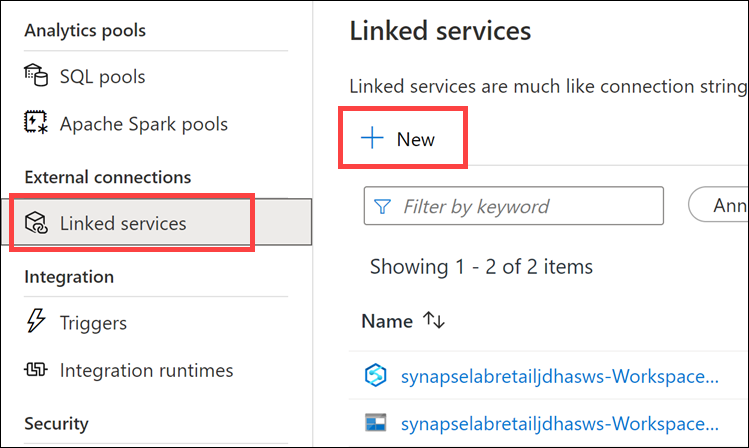 Analytics pools
SQL pools
Apache Spark pools
External connections
Linked services
Integration
Triggers
Integration runtimes
Security
Linked services
Linked services are much like connection string
New
Filter by keyword
Ann
Showing 1 - 2 of 2 items
Name
synapselabretailjdhasws-Workspace...
synapselabretailjdhasws-Workspace...